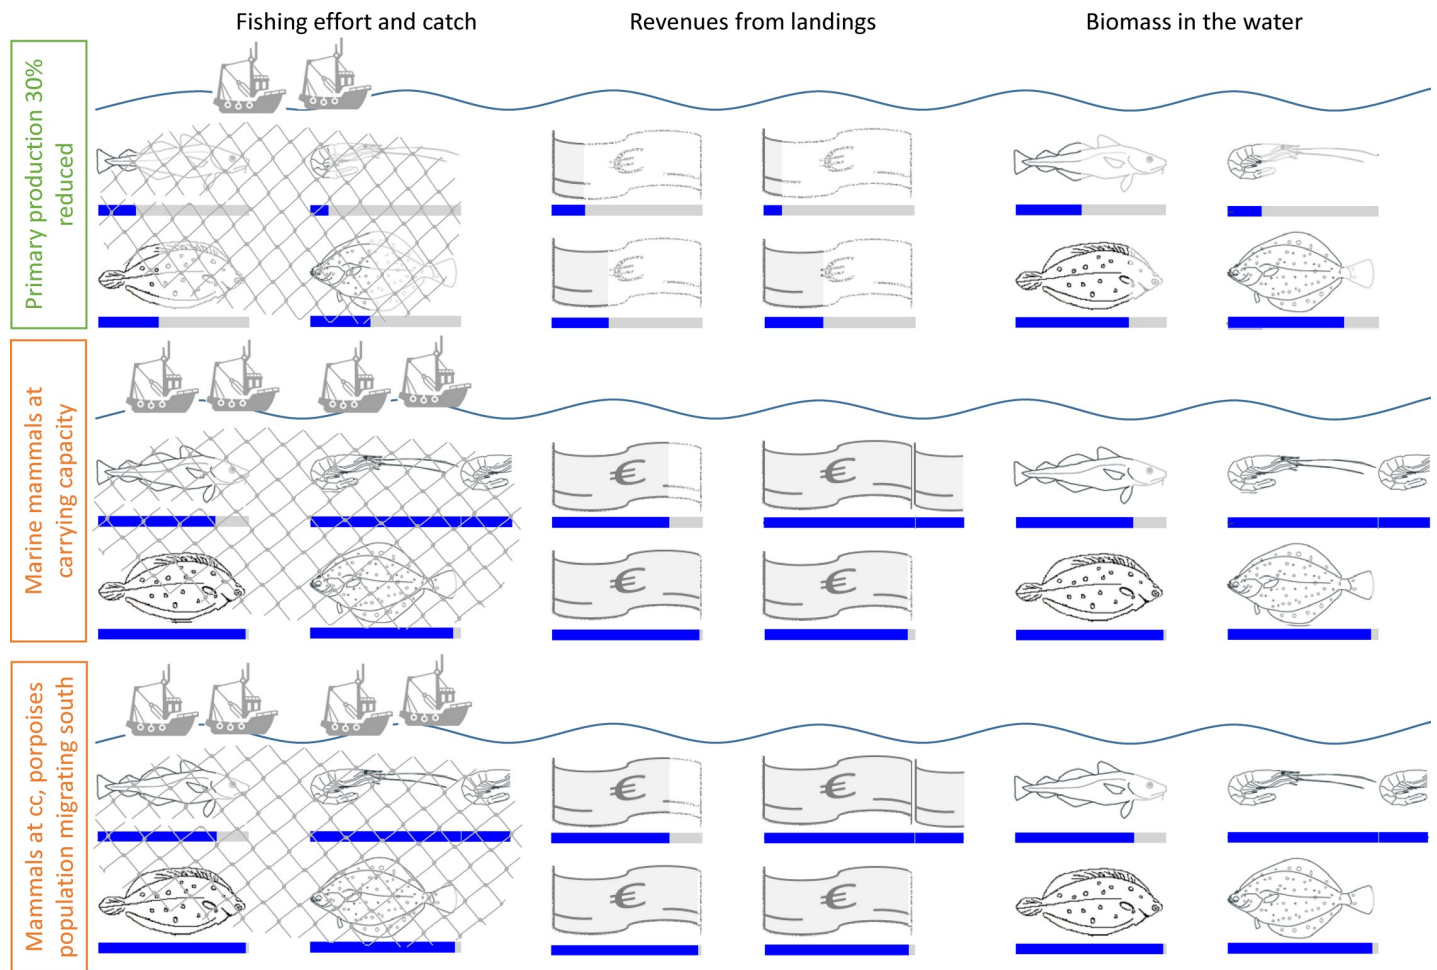 Fishing effort and catch
Revenues from landings
Biomass in the water
Primary production 30%
reduced
€
€
€
€
Marine mammals at
carrying capacity
€
€
€
€
Mammals at cc, porpoises
population migrating south
€
€
€
€